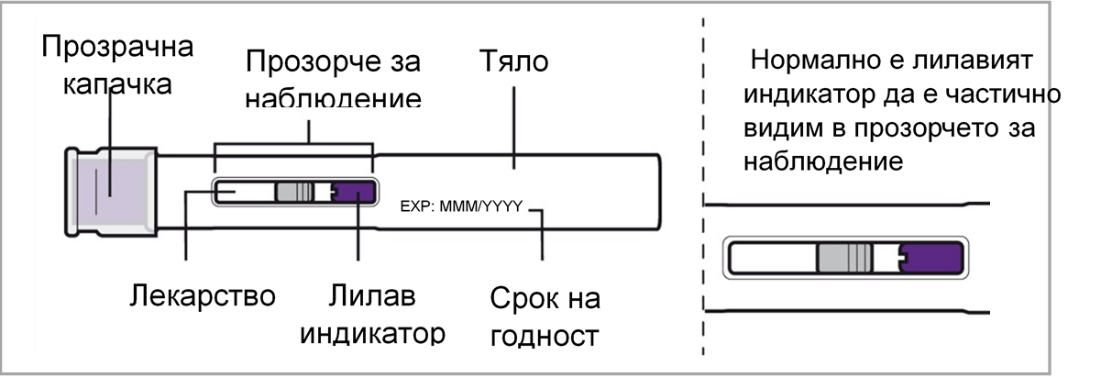 Прозрачна
капачка
Прозорче за
наблюдение
Тяло
EXP: MMM/YYYY
Лекарство
Лилав
индикатор
Срок на
годност
Нормално е лилавият
индикатор да е частично
видим в прозорчето за
наблюдение